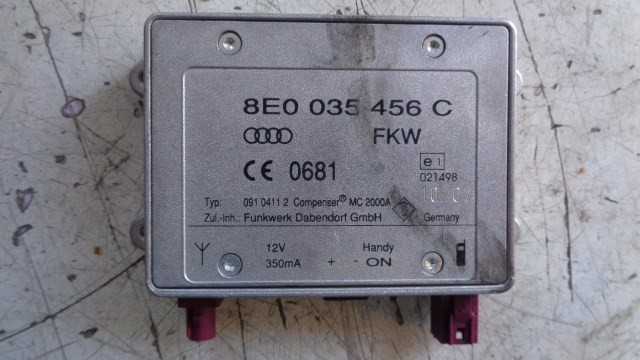 8E0 035 456 C
FKW
CE 0681
e 1
021498
Typ: 091 0411 2 Compenser® MC 2000A
Zul.-Inh.: Funkwerk Dabendorf GmbH Germany
12V Handy
350mA + - ON